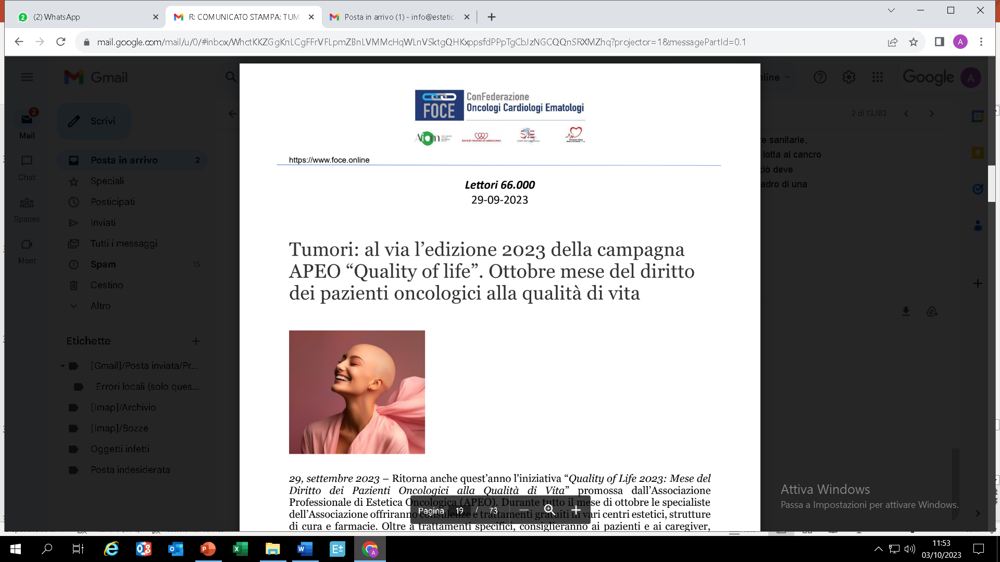 (2) WhatsApp
R: COMUNICATO STAMPA: TUM
Posta in arrivo (1) - info@estetic
mail.google.com/mail/u/0/#inbox/WhctKKZGgKnLCgFFrVFLpmZBnLVMMcHqWLnVSktgQHKxppsfdPPpTgCbJzNGCQQnSRXMZhq?projector=1&messagePartId=0.1
A
Gmail
nline
Google
A
2
Scrivi
Mail
Chat
Spaces
Meet
Posta in arrivo 2
Speciali
Posticipati
Inviati
Tutti i messaggi
Spam 15
Cestino
Altro
Etichette
[Gmail]/Posta inviata/Pr...
Errori locali (solo ques...
[Imap]/Archivio
[Imap]/Bozze
Oggetti infetti
Posta indesiderata
FOCE
ConFederazione
Oncologi Cardiologi Ematologi
Aiom
SOCIETÀ ITALIANA DI CARDIOLOGIA
SIE
https://www.foce.online
Lettori 66.000
29-09-2023
Tumori: al via l’edizione 2023 della campagna
APEO “Quality of life”. Ottobre mese del diritto
dei pazienti oncologici alla qualità di vita
29, settembre 2023 – Ritorna anche quest’anno l'iniziativa “Quality of Life 2023: Mese del
Diritto dei Pazienti Oncologici alla Qualità di Vita” promossa dall’Associazione
Professionale di Estetica Oncologica (APEO). Durante tutto il mese di ottobre le specialiste
dell’Associazione offriranno consulenze e trattamenti gratuiti in vari centri estetici, strutture
di cura e farmacie. Oltre a trattamenti specifici, consiglieranno ai pazienti e ai caregiver,
Pagina 19 / 73
2 di 13.183
re sanitarie,
lotta al cancro
ciò deve
adro di una
31
Attiva Windows
Passa a Impostazioni per attivare Windows.
11:53
03/10/2023